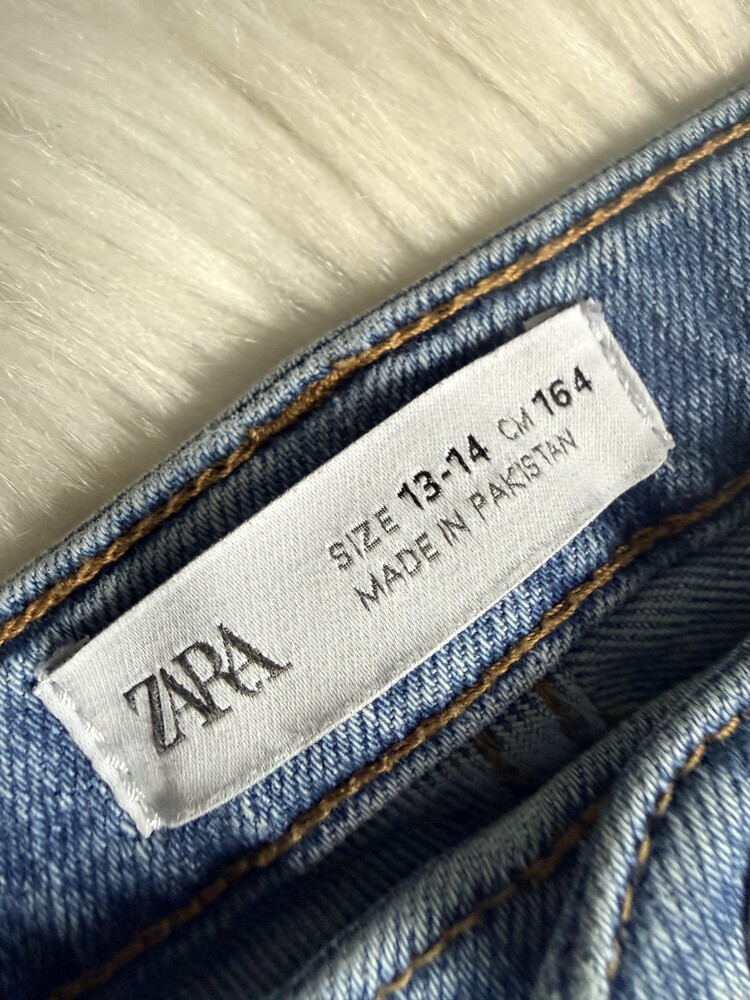 ZARA
SIZE 13-14 CM 164
MADE IN PAKISTAN